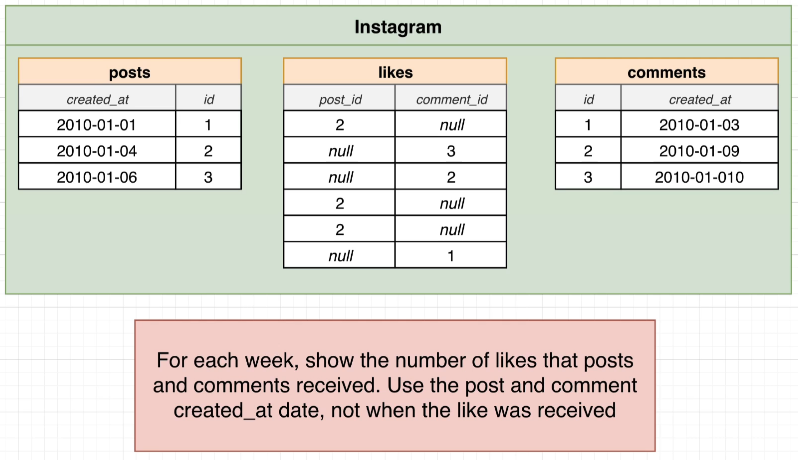 Instagram
posts
created_at id
2010-01-01 1
2010-01-04 2
2010-01-06 3
likes
post_id comment_id
2 null
null 3
null 2
2 null
2 null
null 1
comments
id created_at
1 2010-01-03
2 2010-01-09
3 2010-01-010
For each week, show the number of likes that posts
and comments received. Use the post and comment
created_at date, not when the like was received